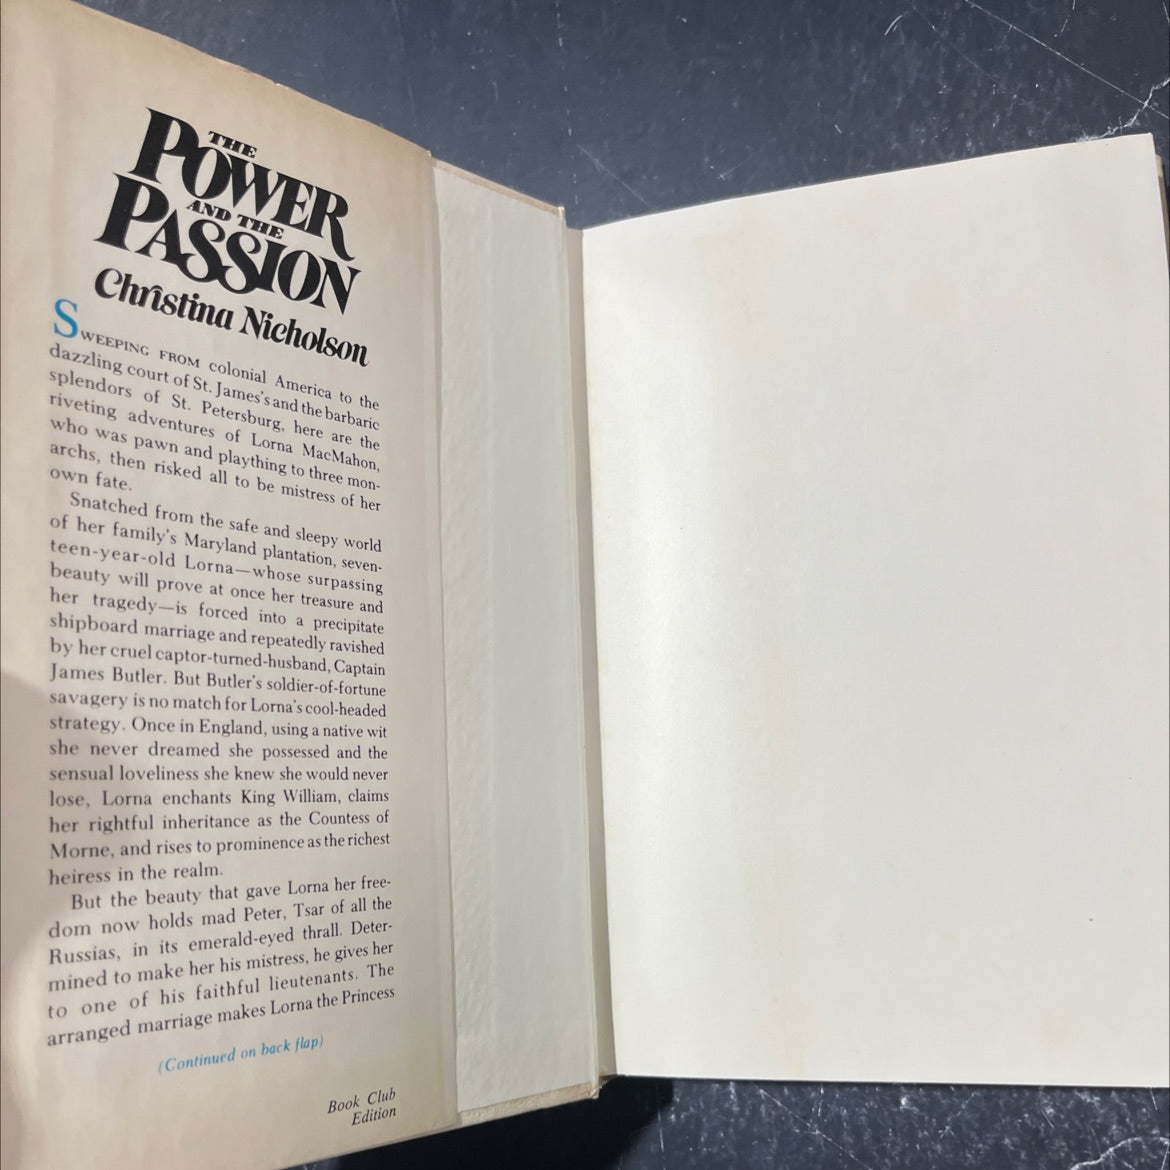 THE
POWER
AND THE
PASSION
Christina Nicholson
SWEEPING FROM colonial America to the
dazzling court of St. James's and the barbaric
splendors of St. Petersburg, here are the
riveting adventures of Lorna MacMahon,
who was pawn and plaything to three mon-
archs, then risked all to be mistress of her
own fate.
Snatched from the safe and sleepy world
of her family's Maryland plantation, seven-
teen-year-old Lorna—whose surpassing
beauty will prove at once her treasure and
her tragedy—is forced into a precipitate
shipboard marriage and repeatedly ravished
by her cruel captor-turned-husband, Captain
James Butler. But Butler's soldier-of-fortune
savagery is no match for Lorna's cool-headed
strategy. Once in England, using a native wit
she never dreamed she possessed and the
sensual loveliness she knew she would never
lose, Lorna enchants King William, claims
her rightful inheritance as the Countess of
Morne, and rises to prominence as the richest
heiress in the realm.
But the beauty that gave Lorna her free-
dom now holds mad Peter, Tsar of all the
Russias, in its emerald-eyed thrall. Deter-
mined to make her his mistress, he gives her
to one of his faithful lieutenants. The
arranged marriage makes Lorna the Princess
(Continued on back flap)
Book Club
Edition